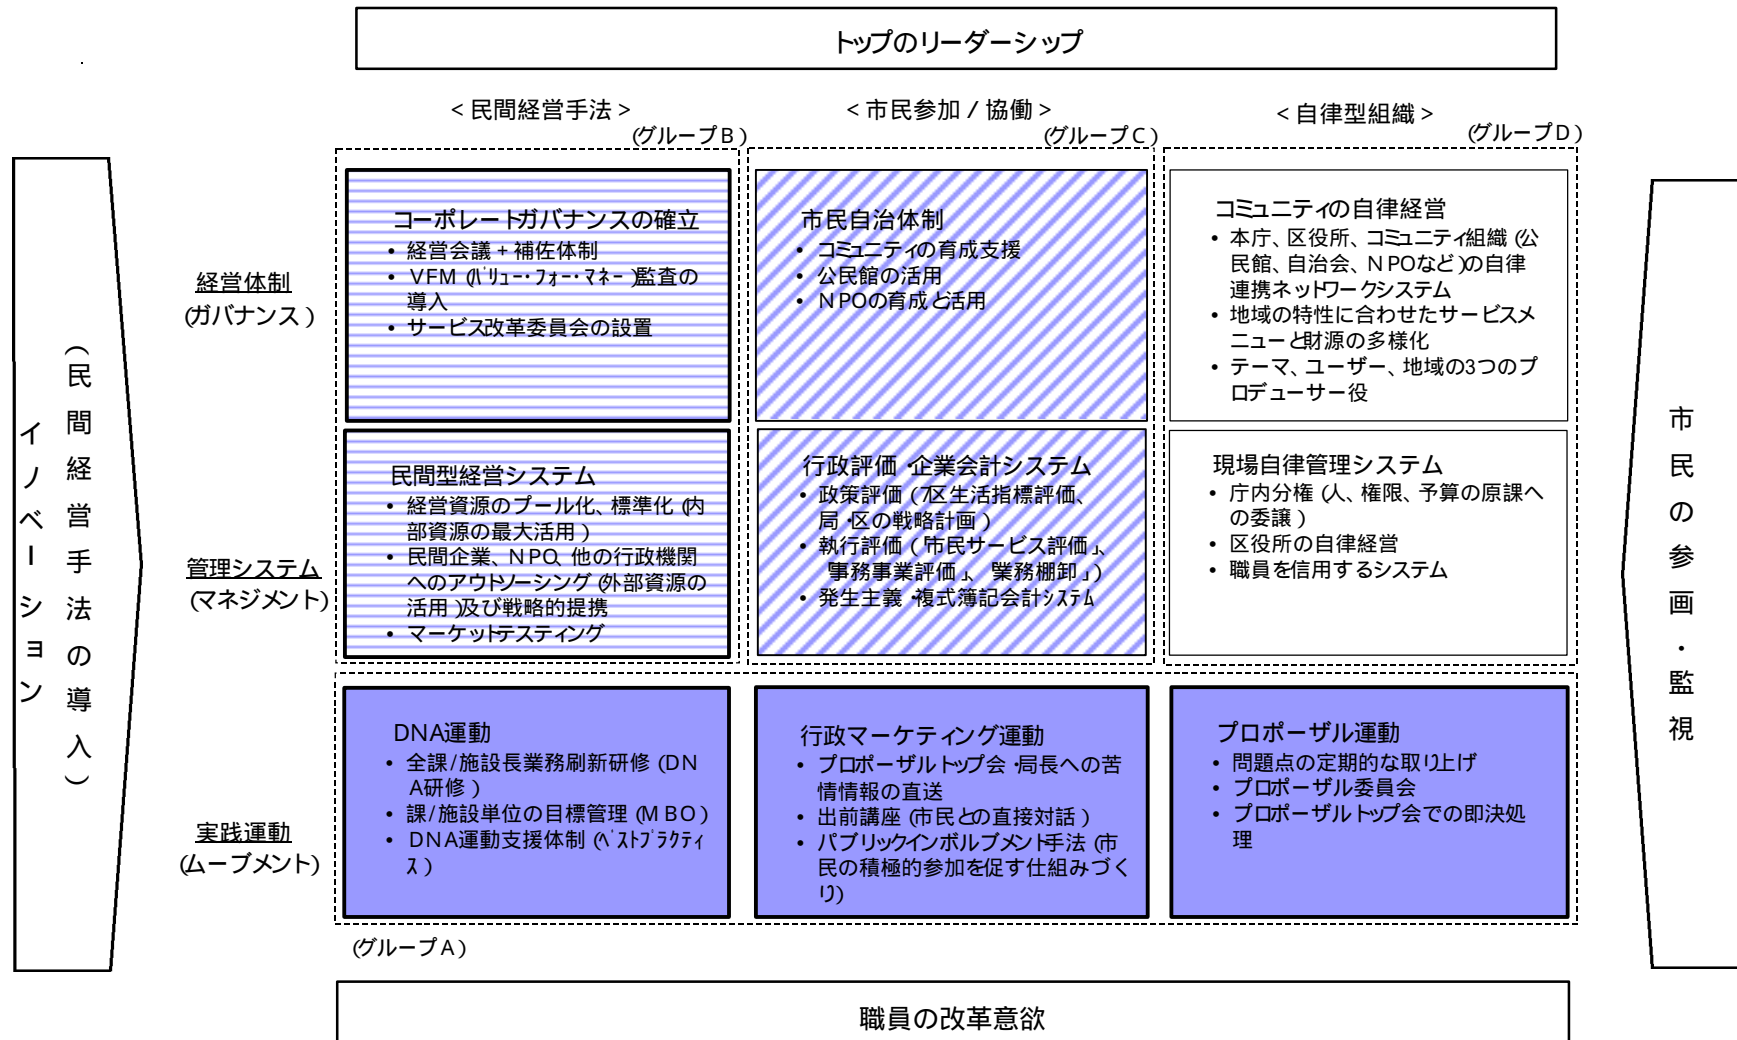 トップのリーダーシップ
＜民間経営手法＞
(グループB)
＜市民参加／協働＞
(グループC)
＜自律型組織＞
(グループD)
イノベーション
（民間経営手法の導入）
経営体制
(ガバナンス)
コーポレートガバナンスの確立
• 経営会議＋補佐体制
• VFM (ﾊﾞﾘｭｰ･ﾌｫｰ･ﾏﾈｰ)監査の
導入
• サービス改革委員会の設置
市民自治体制
• コミュニティの育成支援
• 公民館の活用
• NPOの育成と活用
コミュニティの自律経営
• 本庁、区役所、コミュニティ組織 (公
民館、自治会、NPOなど)の自律
連携ネットワークシステム
• 地域の特性に合わせたサービスメ
ニューと財源の多様化
• テーマ、ユーザー、地域の3つのプ
ロデューサー役
管理システム
(マネジメント)
民間型経営システム
• 経営資源のプール化、標準化 (内
部資源の最大活用)
• 民間企業、NPO、他の行政機関
へのアウトソーシング (外部資源の
活用)及び戦略的提携
• マーケットテスティング
行政評価・企業会計システム
• 政策評価 (7区生活指標評価、
局・区の戦略計画)
• 執行評価 (「市民サービス評価」、
「事務事業評価」、「業務棚卸」)
• 発生主義・複式簿記会計ｼｽﾃﾑ
現場自律管理システム
• 庁内分権 (人、権限、予算の原課へ
の委譲)
• 区役所の自律経営
• 職員を信用するシステム
実践運動
(ムーブメント)
DNA運動
• 全課/施設長業務刷新研修 (DN
A研修)
• 課/施設単位の目標管理 (MBO)
• DNA運動支援体制 (ﾍﾞｽﾄﾌﾟﾗｸﾃｨ
ｽ)
行政マーケティング運動
• プロポーザルトップ会・局長への苦
情情報の直送
• 出前講座 (市民との直接対話)
• パブリックインボルブメント手法 (市
民の積極的参加を促す仕組みづく
り)
プロポーザル運動
• 問題点の定期的な取り上げ
• プロポーザル委員会
• プロポーザルトップ会での即決処
理
(グループA)
市民の参画・監視
職員の改革意欲